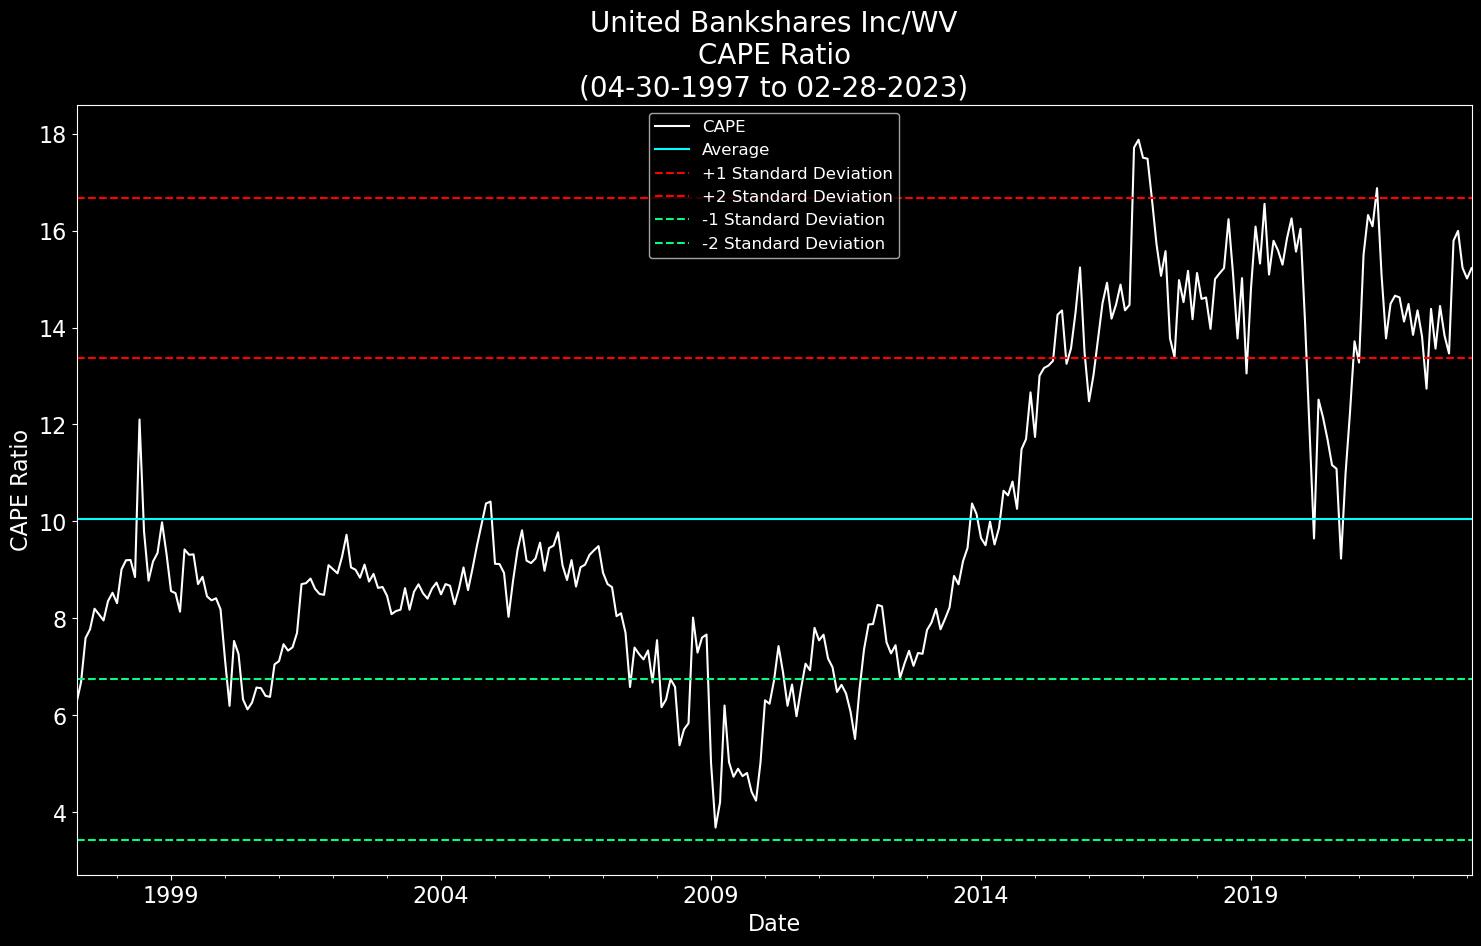 United Bankshares Inc/WV
CAPE Ratio
(04-30-1997 to 02-28-2023)
CAPE
Average
+1 Standard Deviation
+2 Standard Deviation
-1 Standard Deviation
-2 Standard Deviation
18
16
14
12
10
8
6
4
CAPE Ratio
1999
2004
2009
2014
2019
Date